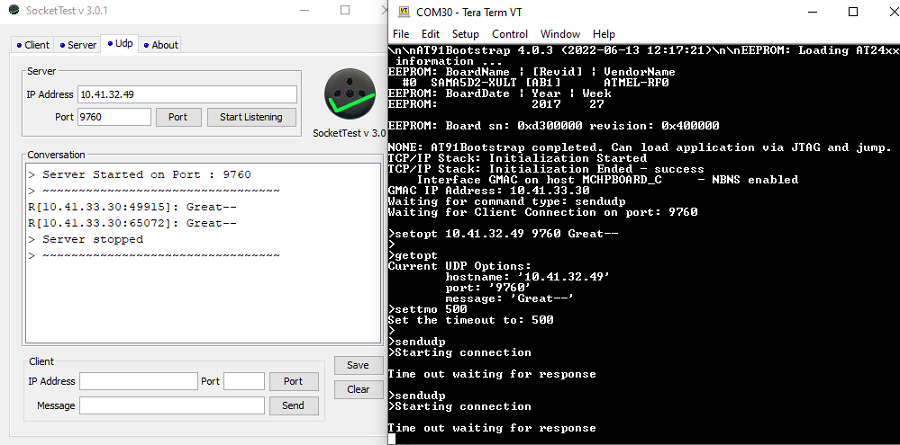 SocketTest v 3.0.1
Client
Server
Udp
About
Server
IP Address 10.41.32.49
Port 9760 Port Start Listening
SocketTest v 3.0
Conversation
> Server Started on Port : 9760
> ~~~~~~~~~~~~~~~~~~~~~~~~~~~~~~~~~
R[10.41.33.30:49915]: Great--
R[10.41.33.30:65072]: Great--
> Server stopped
> ~~~~~~~~~~~~~~~~~~~~~~~~~~~~~~~~~
Client
IP Address Port Port
Message Send
Save
Clear
COM30 - Tera Term VT
File Edit Setup Control Window Help
\n\nAT91Bootstrap 4.0.3 (2022-06-13 12:17:21)\n\nEEPROM: Loading AT24xx
information ...
EEPROM: BoardName | [Revid] | VendorName
#0 SAMA5D2-XULT [AB1] ATMEL-RF0
EEPROM: BoardDate | Year | Week
EEPROM: 2017 27
EEPROM: Board sn: 0xd300000 revision: 0x400000
NONE: AT91Bootstrap completed. Can load application via JTAG and jump.
TCP/IP Stack: Initialization Started
TCP/IP Stack: Initialization Ended - success
Interface GMAC on host MCHPBOARD_C - NBNS enabled
GMAC IP Address: 10.41.33.30
Waiting for command type: sendudp
Waiting for Client Connection on port: 9760
>setopt 10.41.32.49 9760 Great--
>
>getopt
Current UDP Options:
hostname: '10.41.32.49'
port: '9760'
message: 'Great--'
>settmo 500
Set the timeout to: 500
>
>sendudp
>Starting connection
Time out waiting for response
>sendudp
>Starting connection
Time out waiting for response